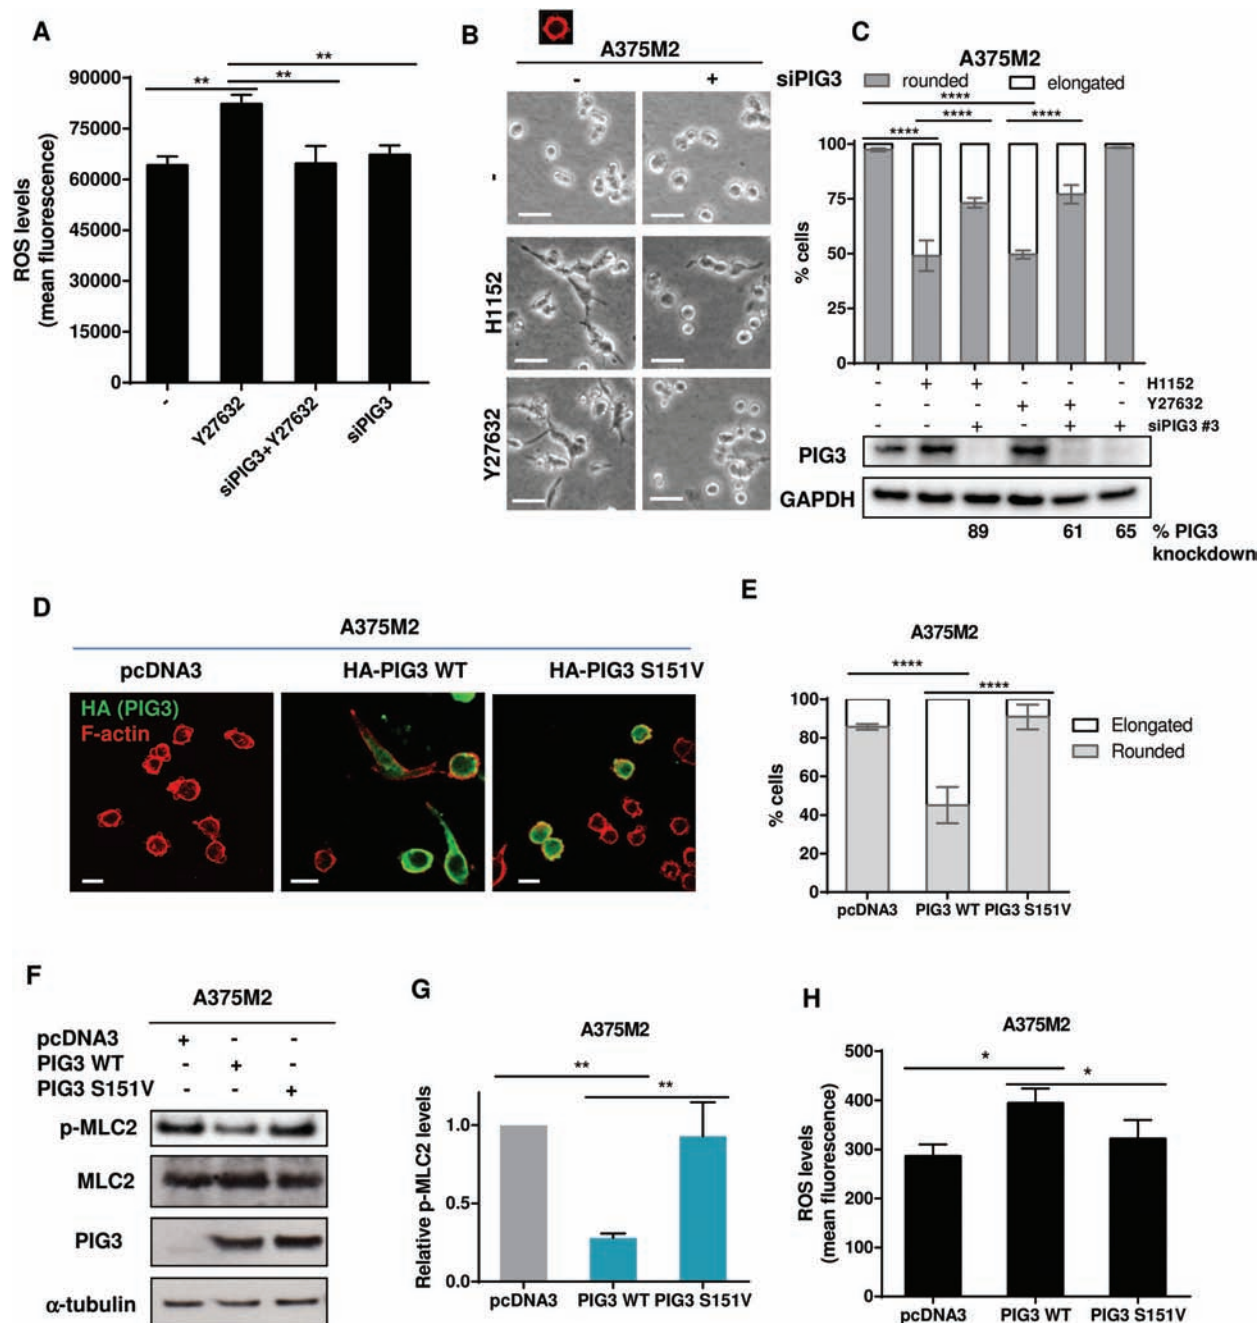 A
**
**
**
90000
75000
60000
45000
30000
15000
0
ROS levels
(mean fluorescence)
-
Y27632
siPIG3+Y27632
siPIG3
B
A375M2
- + siPIG3
-
H1152
Y27632
C
A375M2
rounded elongated
****
**** ****
****
100
75
50
25
0
% cells
- + + - - - H1152
- - - + + - Y27632
- - + - + + siPIG3 #3
PIG3
GAPDH
89 61 65 % PIG3
knockdown
D
A375M2
pcDNA3 HA-PIG3 WT HA-PIG3 S151V
HA (PIG3)
F-actin
E
A375M2
****
****
100
80
60
40
20
0
% cells
pcDNA3 PIG3 WT PIG3 S151V
Elongated
Rounded
F
A375M2
pcDNA3 + - -
PIG3 WT - + -
PIG3 S151V - - +
p-MLC2
MLC2
PIG3
α-tubulin
G
A375M2
**
**
1.0
0.5
0.0
Relative p-MLC2 levels
pcDNA3 PIG3 WT PIG3 S151V
H
A375M2
*
*
500
400
300
200
100
0
ROS levels
(mean fluorescence)
pcDNA3 PIG3 WT PIG3 S151V